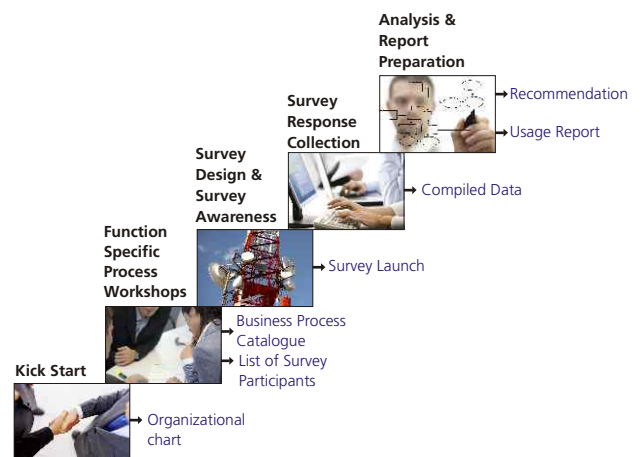 Analysis &
Report
Preparation
Recommendation
Usage Report
Survey
Response
Collection
Compiled Data
Survey
Design &
Survey
Awareness
Survey Launch
Function
Specific
Process
Workshops
Business Process
Catalogue
List of Survey
Participants
Kick Start
Organizational
chart